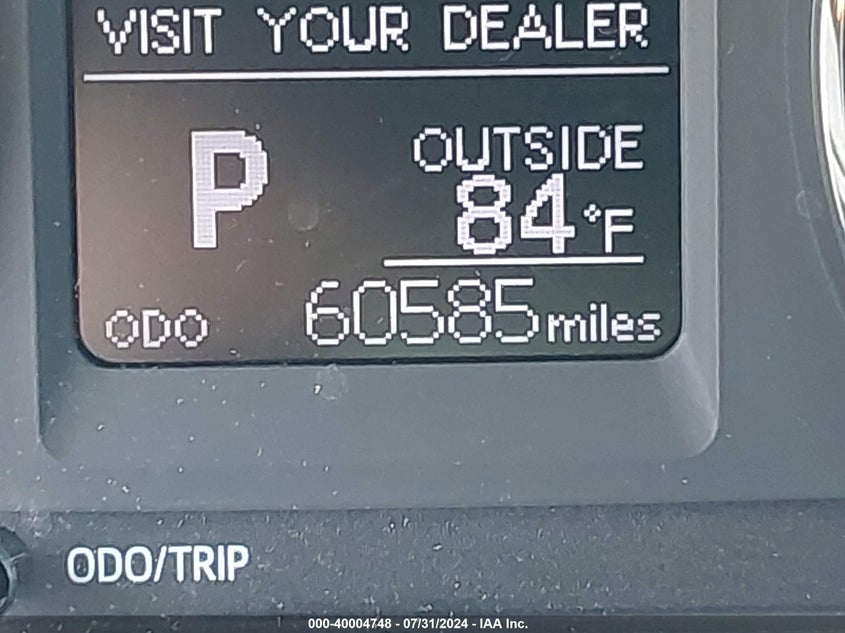 VISIT YOUR DEALER
P
OUTSIDE
84°F
ODO 60585 miles
ODO/TRIP
000-40004748 - 07/31/2024 - IAA Inc.